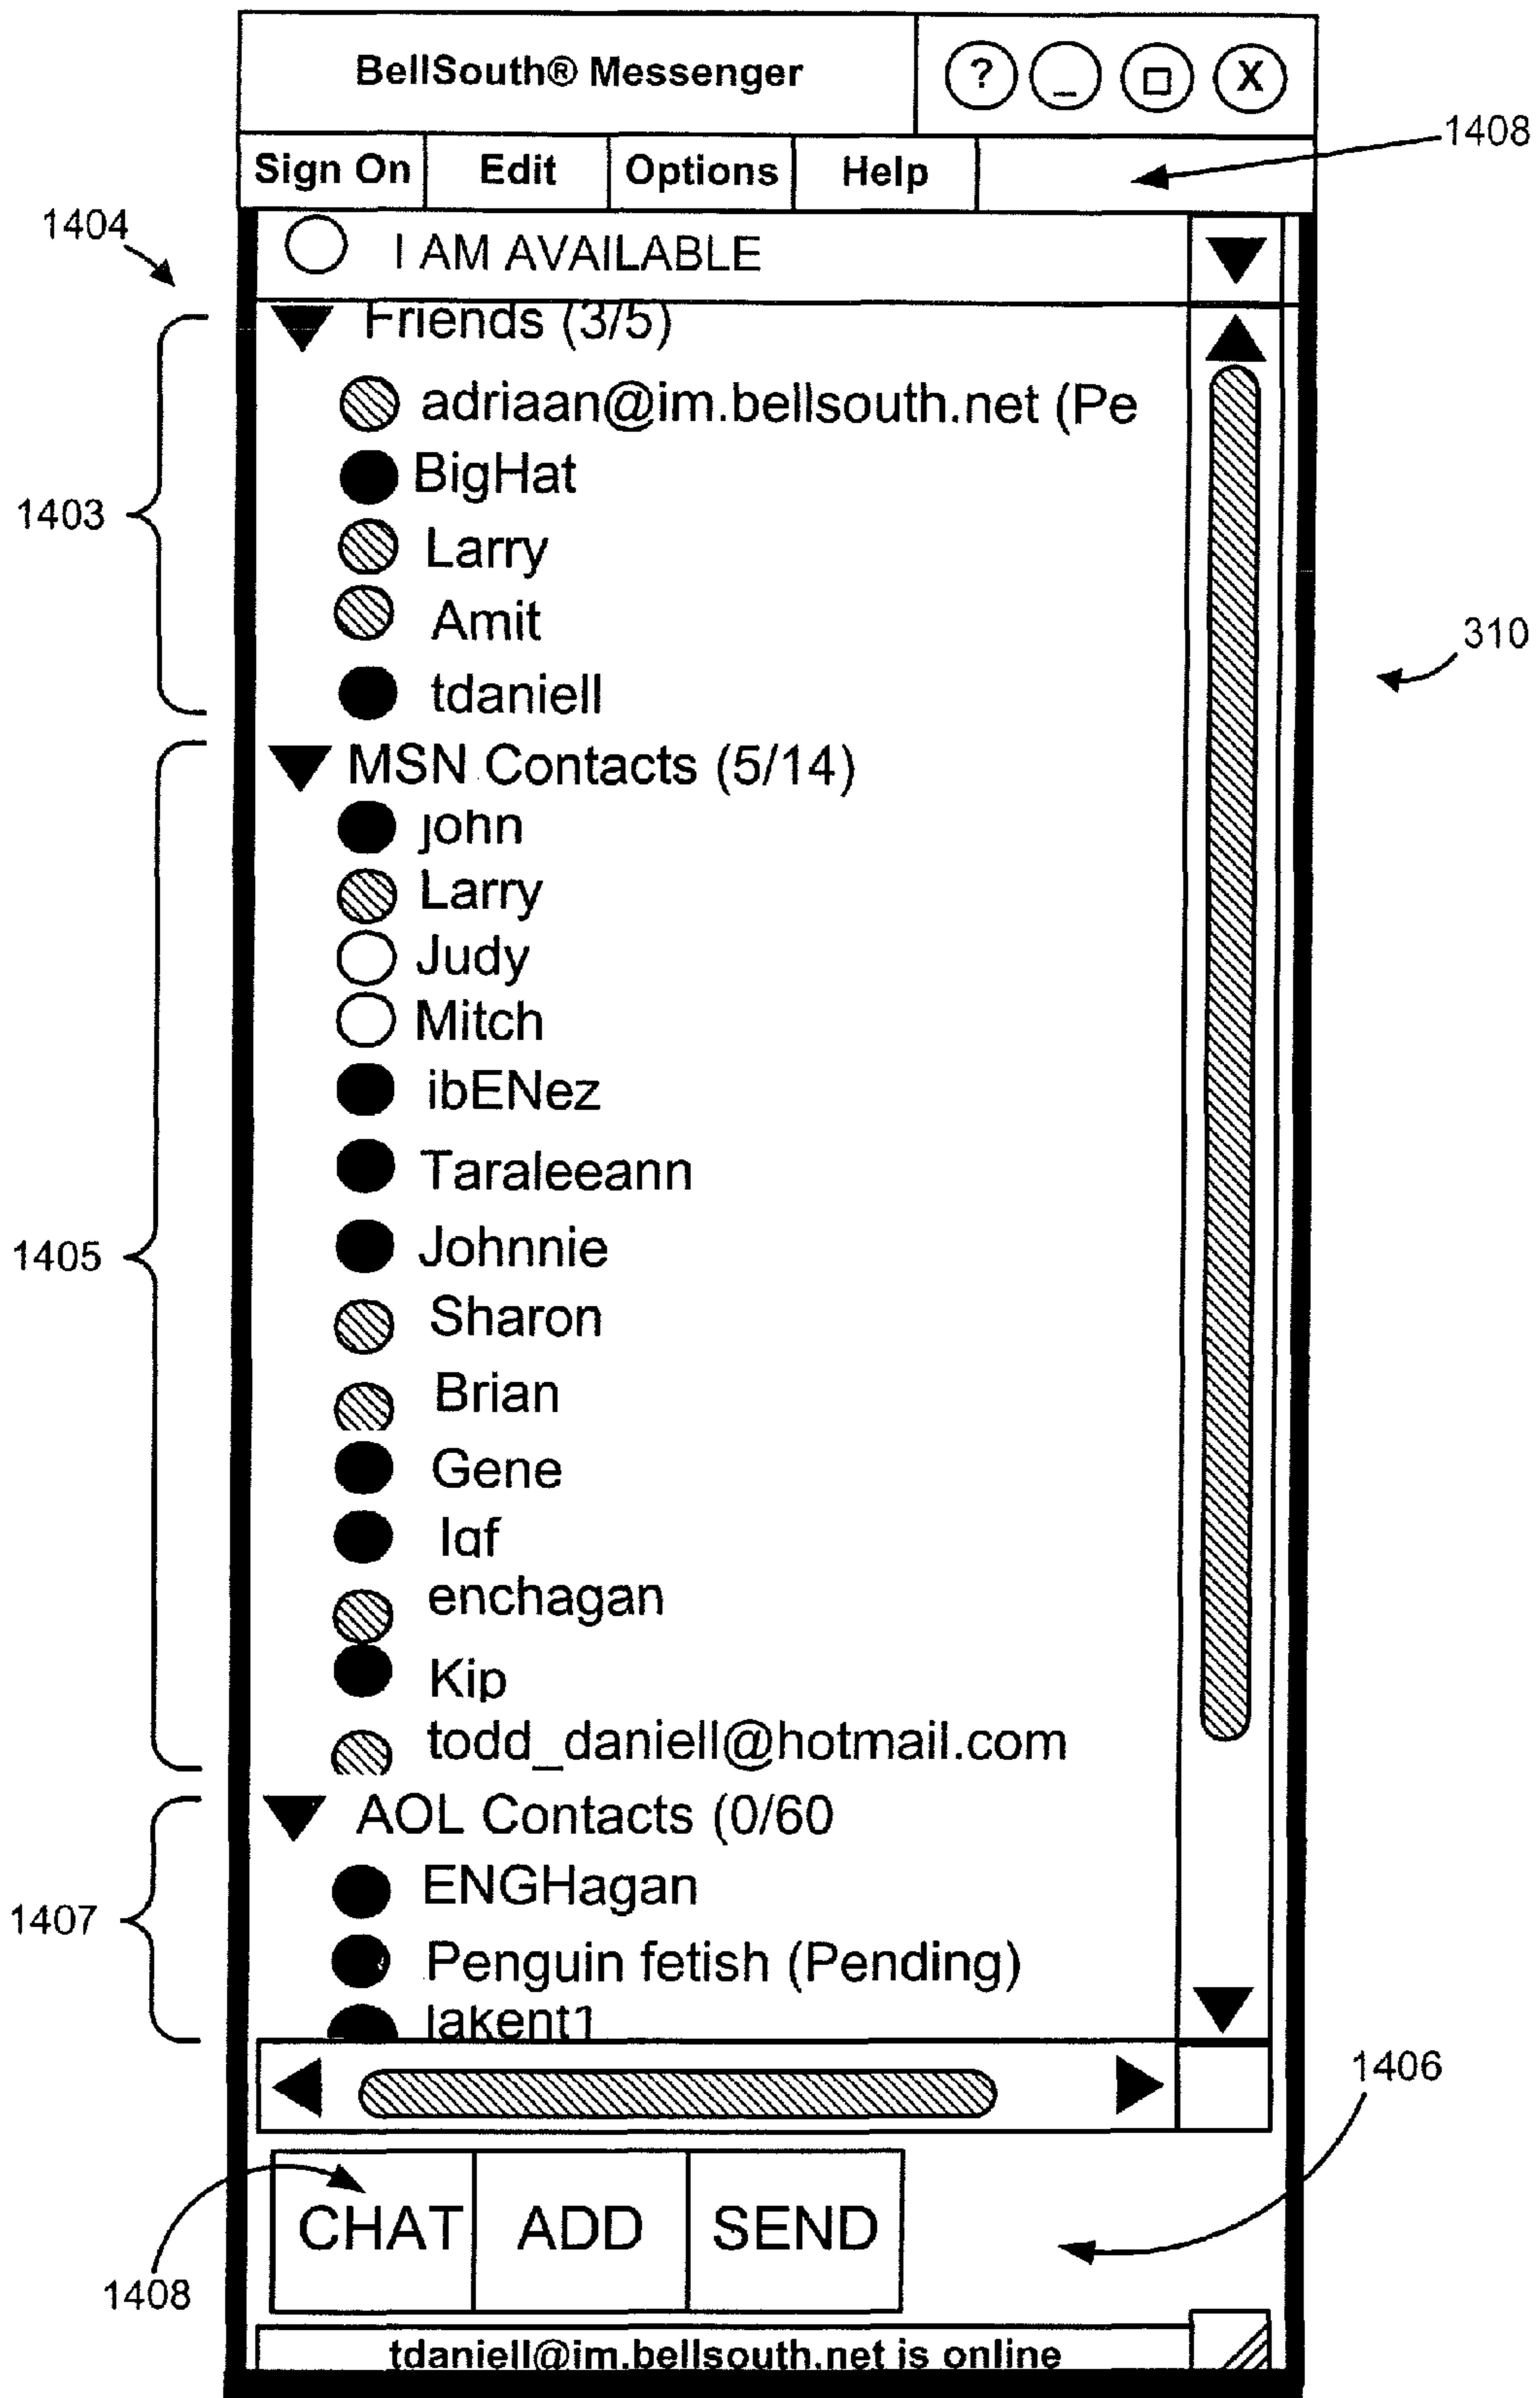 BellSouth® Messenger ? _ X
1408
Sign On Edit Options Help
1404
I AM AVAILABLE
Friends (3/5)
adriaan@im.bellsouth.net (Pe
BigHat
1403
Larry
Amit
310
tdaniell
MSN Contacts (5/14)
john
Larry
Judy
Mitch
ibENez
Taraleeann
1405
Johnnie
Sharon
Brian
Gene
enchagan
Kip
todd_daniell@hotmail.com
AOL Contacts (0/60
ENGHagan
1407
Penguin fetish (Pending)
lakent1
1406
CHAT ADD SEND
1408
tdaniell@im.bellsouth.net is online